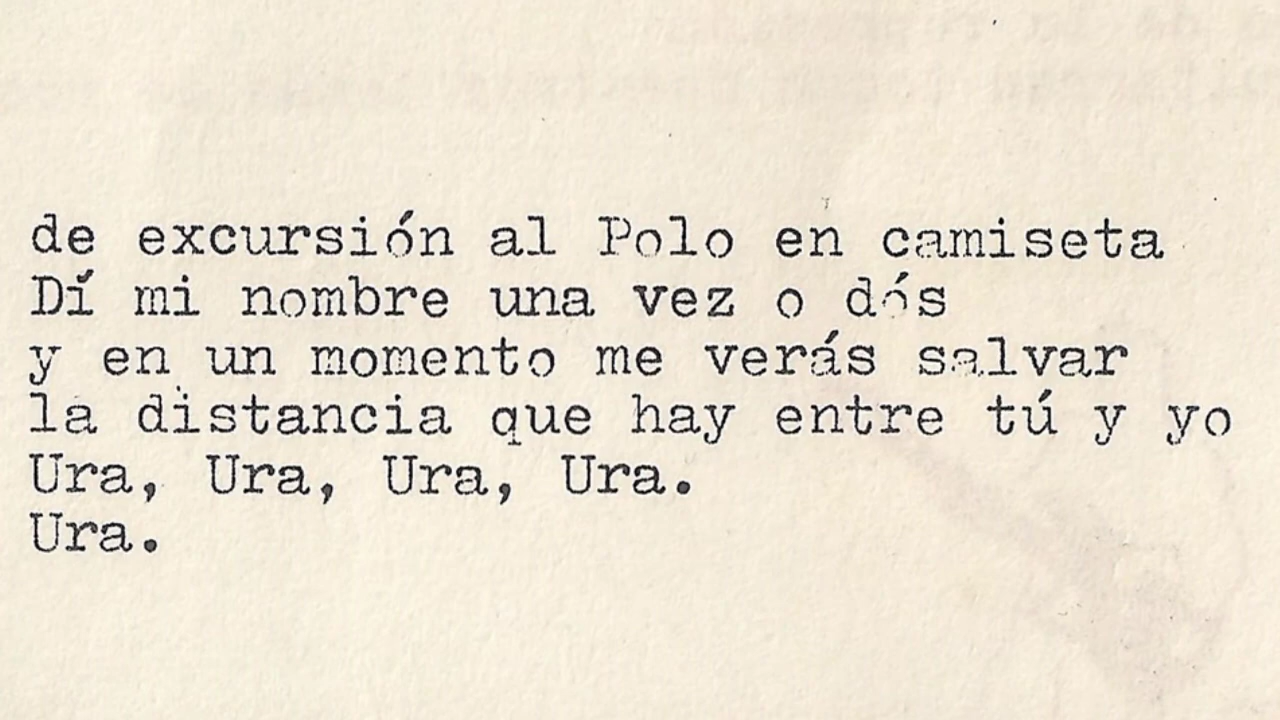 de excursión al Polo en camiseta
Dí mi nombre una vez o dós
y en un momento me verás salvar
la distancia que hay entre tú y yo
Ura, Ura, Ura, Ura.
Ura.